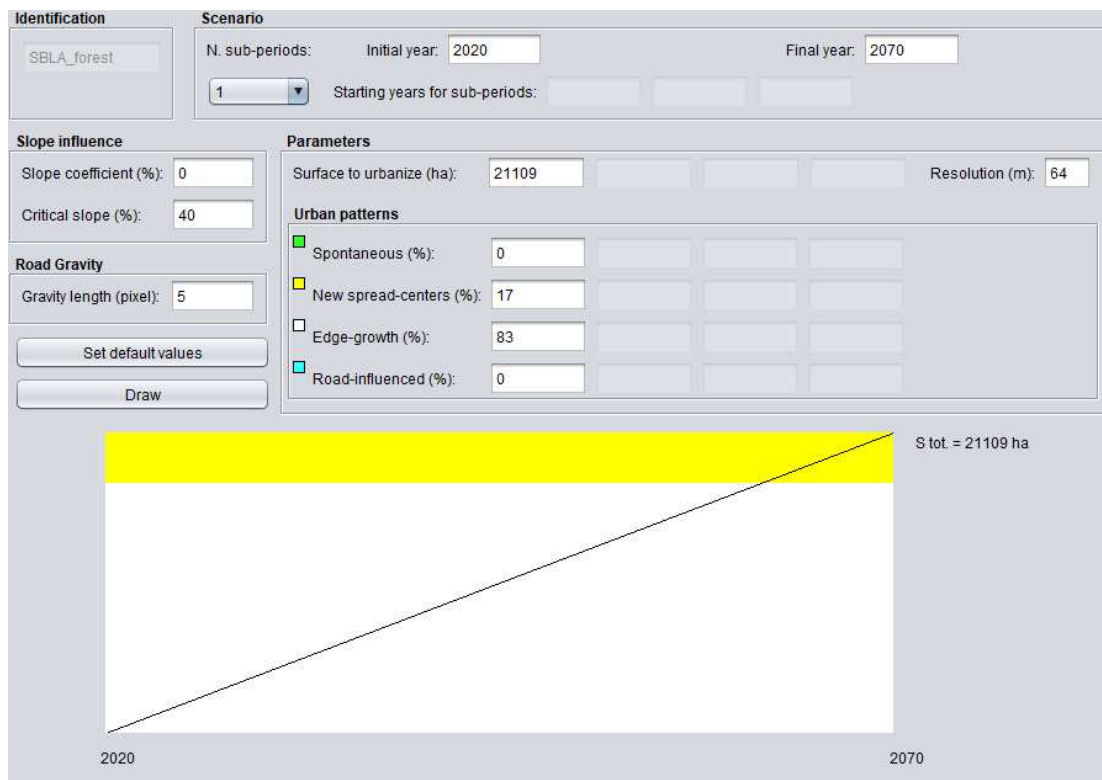 Identification
SBLA_forest
Scenario
N. sub-periods: Initial year: 2020 Final year: 2070
1 Starting years for sub-periods:
Slope influence
Slope coefficient (%): 0
Critical slope (%): 40
Road Gravity
Gravity length (pixel): 5
Set default values
Draw
Parameters
Surface to urbanize (ha): 21109 Resolution (m): 64
Urban patterns
Spontaneous (%): 0
New spread-centers (%): 17
Edge-growth (%): 83
Road-influenced (%): 0
S tot. = 21109 ha
2020 2070